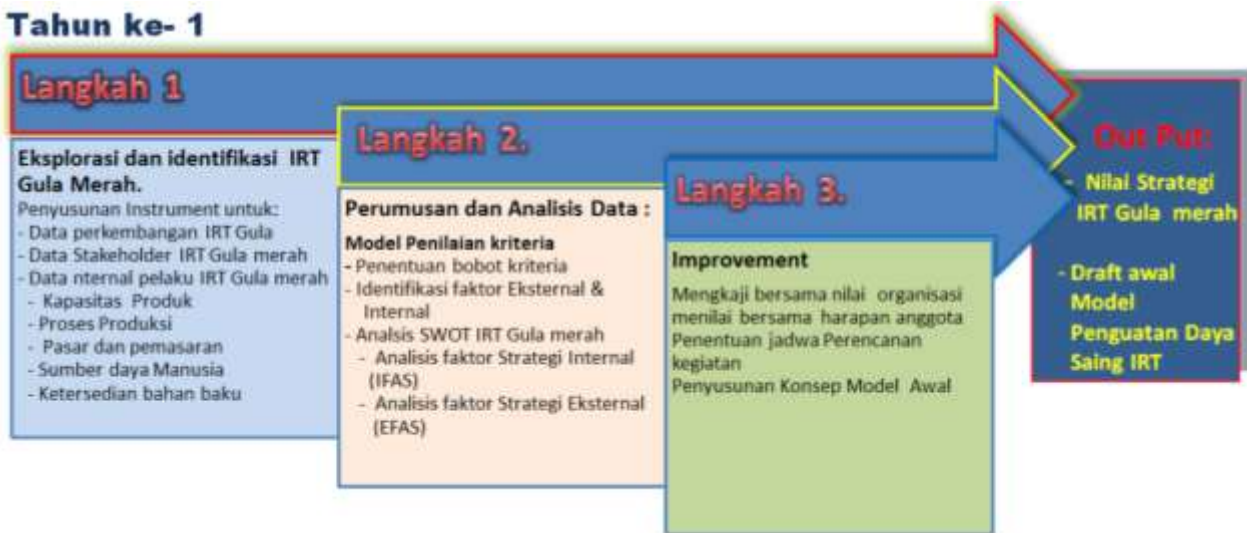 Tahun ke- 1
Langkah 1
Eksplorasi dan identifikasi IRT
Gula Merah.
Penyusunan Instrument untuk:
- Data perkembangan IRT Gula
- Data Stakeholder IRT Gula merah
- Data nternal pelaku IRT Gula merah
- Kapasitas Produk
- Proses Produksi
- Pasar dan pemasaran
- Sumber daya Manusia
- Ketersedian bahan baku
Langkah 2.
Perumusan dan Analisis Data :
Model Penilaian kriteria
- Penentuan bobot kriteria
- Identifikasi faktor Eksternal &
Internal
- Analsis SWOT IRT Gula merah
- Analisis faktor Strategi Internal
(IFAS)
- Analisis faktor Strategi Eksternal
(EFAS)
Langkah 3.
Improvement
Mengkaji bersama nilai organisasi
menilai bersama harapan anggota
Penentuan jadwa Perencanan
kegiatan
Penyusunan Konsep Model Awal
Out Put:
- Nilai Strategi
IRT Gula merah
- Draft awal
Model
Penguatan Daya
Saing IRT